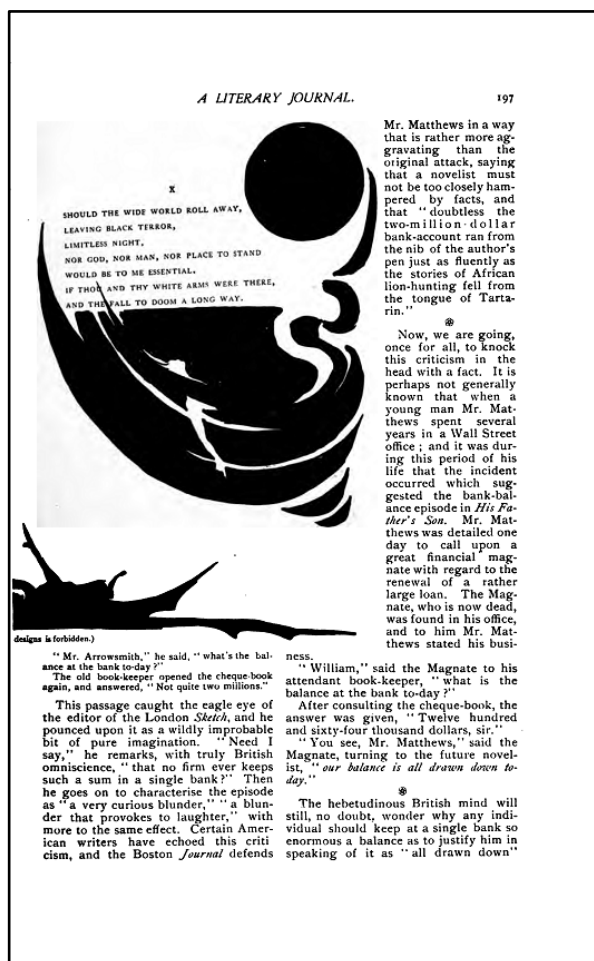 A LITERARY JOURNAL.
197
X
SHOULD THE WIDE WORLD ROLL AWAY,
LEAVING BLACK TERROR,
LIMITLESS NIGHT,
NOR GOD, NOR MAN, NOR PLACE TO STAND
WOULD BE TO ME ESSENTIAL,
IF THOU AND THY WHITE ARMS WERE THERE,
AND THE FALL TO DOOM A LONG WAY.
designs is forbidden.)
"Mr. Arrowsmith," he said, "what's the bal-
ance at the bank to-day?"
The old book-keeper opened the cheque-book
again, and answered, "Not quite two millions."
This passage caught the eagle eye of
the editor of the London Sketch, and he
pounced upon it as a wildly improbable
bit of pure imagination. "Need I
say," he remarks, with truly British
omniscience, "that no firm ever keeps
such a sum in a single bank?" Then
he goes on to characterise the episode
as "a very curious blunder," "a blun-
der that provokes to laughter," with
more to the same effect. Certain Amer-
ican writers have echoed this criti
cism, and the Boston Journal defends
Mr. Matthews in a way
that is rather more ag-
gravating than the
original attack, saying
that a novelist must
not be too closely ham-
pered by facts, and
that "doubtless the
two-million-dollar
bank-account ran from
the nib of the author's
pen just as fluently as
the stories of African
lion-hunting fell from
the tongue of Tarta-
rin."
Now, we are going,
once for all, to knock
this criticism in the
head with a fact. It is
perhaps not generally
known that when a
young man Mr. Mat-
thews spent several
years in a Wall Street
office; and it was dur-
ing this period of his
life that the incident
occurred which sug-
gested the bank-bal-
ance episode in His Fa-
ther's Son. Mr. Mat-
thews was detailed one
day to call upon a
great financial mag-
nate with regard to the
renewal of a rather
large loan. The Mag-
nate, who is now dead,
was found in his office,
and to him Mr. Mat-
thews stated his busi-
ness.
"William," said the Magnate to his
attendant book-keeper, "what is the
balance at the bank to-day?"
After consulting the cheque-book, the
answer was given, "Twelve hundred
and sixty-four thousand dollars, sir."
"You see, Mr. Matthews," said the
Magnate, turning to the future novel-
ist, "our balance is all drawn down to-
day."
The hebetudinous British mind will
still, no doubt, wonder why any indi-
vidual should keep at a single bank so
enormous a balance as to justify him in
speaking of it as "all drawn down"